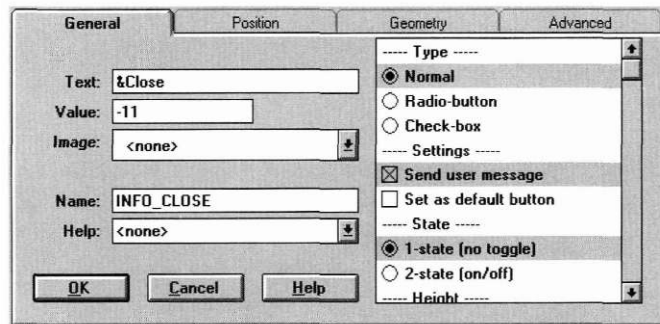 General Position Geometry Advanced
Text: &Close
Value: -11
Image: <none>
Name: INFO_CLOSE
Help: <none>
OK Cancel Help
----- Type -----
Normal
Radio-button
Check-box
----- Settings -----
Send user message
Set as default button
----- State -----
1-state (no toggle)
2-state (on/off)
----- Height -----